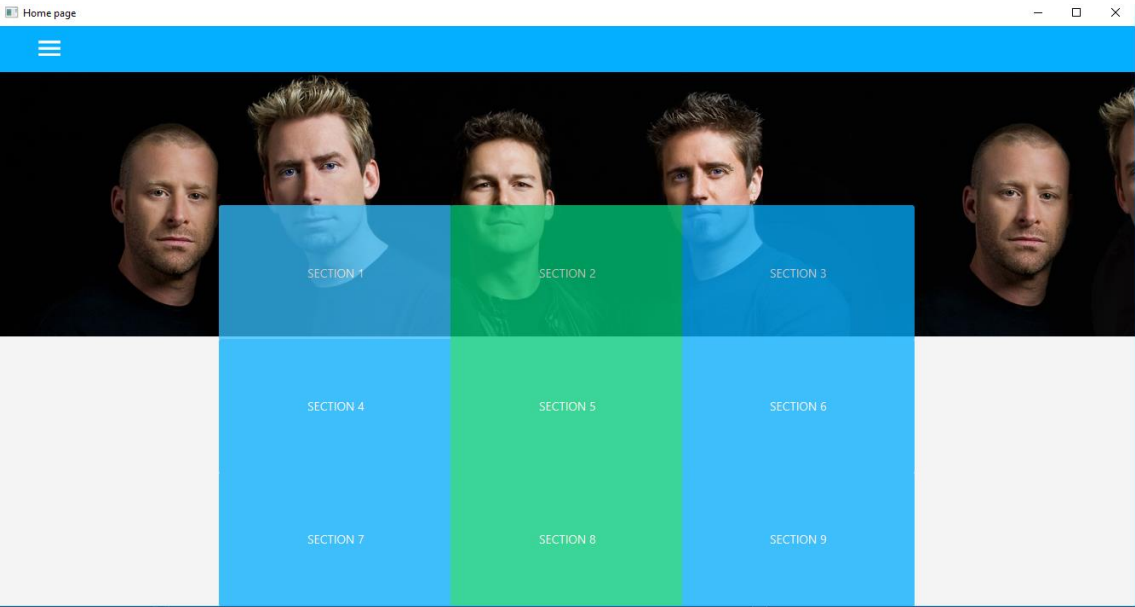 Home page
SECTION 1
SECTION 2
SECTION 3
SECTION 4
SECTION 5
SECTION 6
SECTION 7
SECTION 8
SECTION 9